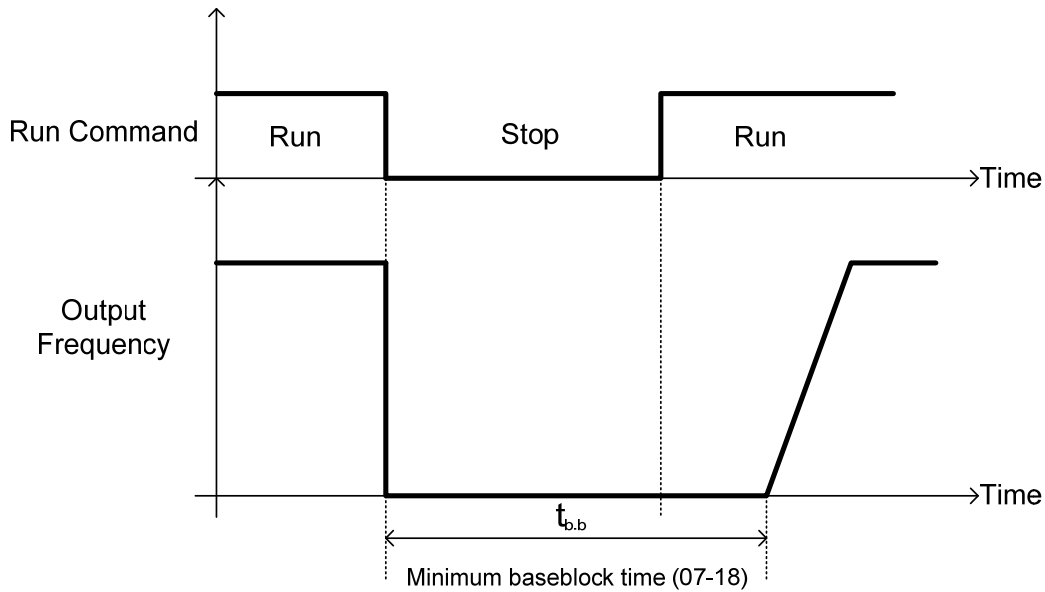 Run Command
Run
Stop
Run
Time
Output
Frequency
Time
tb.b
Minimum baseblock time (07-18)